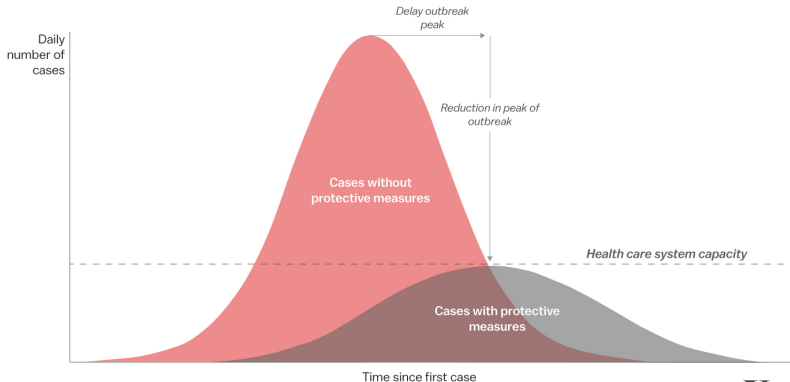 Delay outbreak
peak
Daily
number of
cases
Reduction in peak of
outbreak
Cases without
protective measures
Health care system capacity
Cases with protective
measures
Time since first case